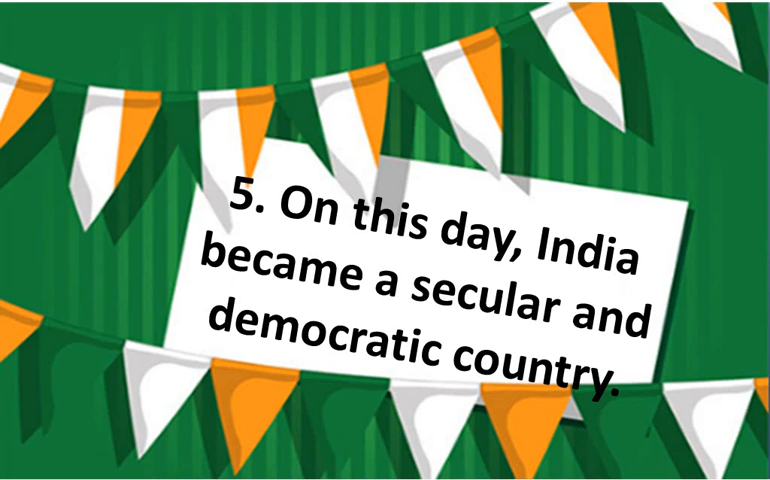 5. On this day, India
became a secular and
democratic country.